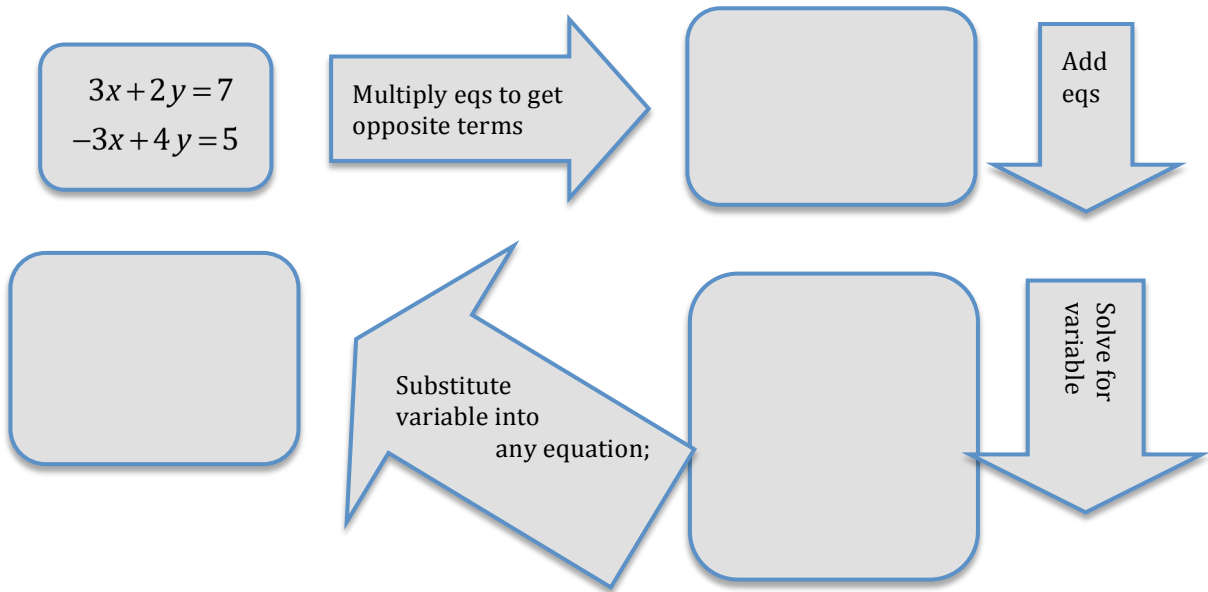 3x+2y=7
−3x+4y=5
Multiply eqs to get
opposite terms
Add
eqs
Solve for
variable
Substitute
variable into
any equation;